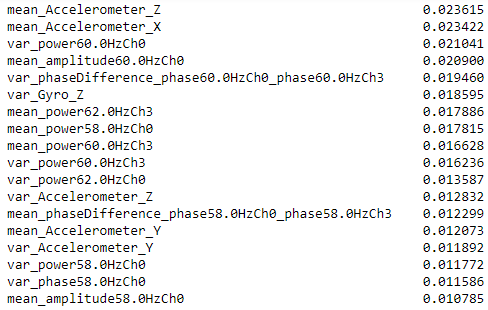 mean_Accelerometer_Z 0.023615
mean_Accelerometer_X 0.023422
var_power60.0HzCh0 0.021041
mean_amplitude60.0HzCh0 0.020900
var_phaseDifference_phase60.0HzCh0_phase60.0HzCh3 0.019460
var_Gyro_Z 0.018595
mean_power62.0HzCh3 0.017886
mean_power58.0HzCh0 0.017815
mean_power60.0HzCh3 0.016628
var_power60.0HzCh3 0.016236
var_power62.0HzCh0 0.013587
var_Accelerometer_Z 0.012832
mean_phaseDifference_phase58.0HzCh0_phase58.0HzCh3 0.012299
mean_Accelerometer_Y 0.012073
var_Accelerometer_Y 0.011892
var_power58.0HzCh0 0.011772
var_phase58.0HzCh0 0.011586
mean_amplitude58.0HzCh0 0.010785